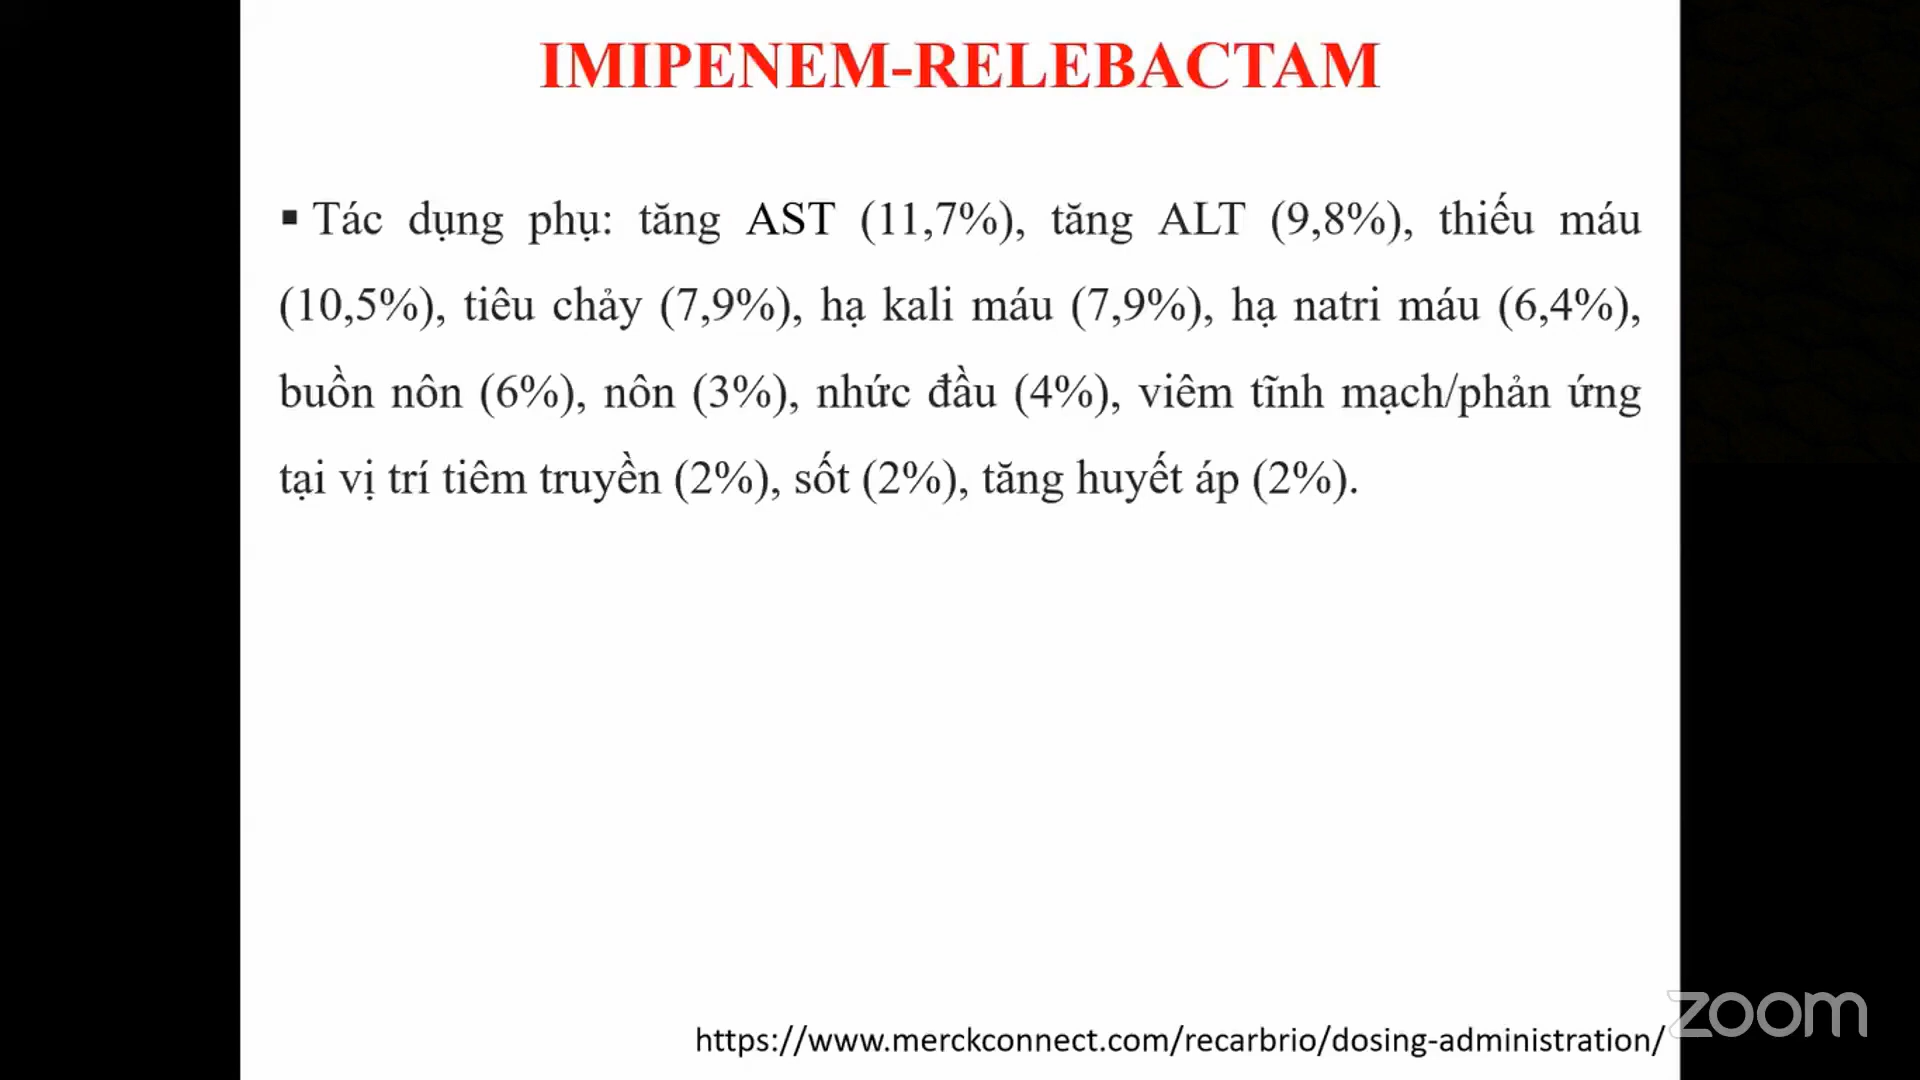 IMIPENEM-RELEBACTAM
▪ Tác dụng phụ: tăng AST (11,7%), tăng ALT (9,8%), thiếu máu
(10,5%), tiêu chảy (7,9%), hạ kali máu (7,9%), hạ natri máu (6,4%),
buồn nôn (6%), nôn (3%), nhức đầu (4%), viêm tĩnh mạch/phản ứng
tại vị trí tiêm truyền (2%), sốt (2%), tăng huyết áp (2%).
https://www.merckconnect.com/recarbrio/dosing-administration/
zoom